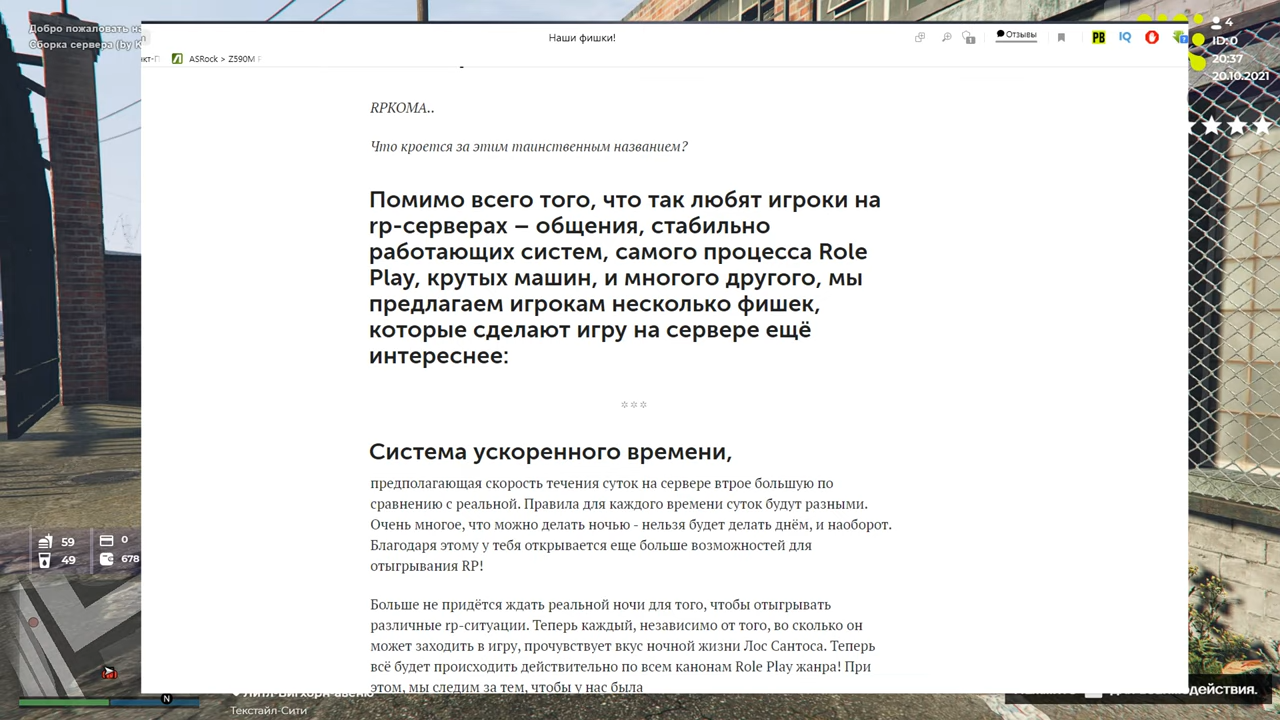 Добро пожаловать
Сборка сервера (by
Наши фишки!
Отзывы
PB
IQ
4
ID:0
20:37
20.10.2021
ASRock > Z590M
RPKOMA..
Что кроется за этим таинственным названием?
Помимо всего того, что так любят игроки на
rp-серверах – общения, стабильно
работающих систем, самого процесса Role
Play, крутых машин, и многого другого, мы
предлагаем игрокам несколько фишек,
которые сделают игру на сервере ещё
интереснее:
***
Система ускоренного времени,
предполагающая скорость течения суток на сервере втрое большую по
сравнению с реальной. Правила для каждого времени суток будут разными.
Очень многое, что можно делать ночью - нельзя будет делать днём, и наоборот.
Благодаря этому у тебя открывается еще больше возможностей для
отыгрывания RP!
Больше не придётся ждать реальной ночи для того, чтобы отыгрывать
различные rp-ситуации. Теперь каждый, независимо от того, во сколько он
может заходить в игру, прочувствует вкус ночной жизни Лос Сантоса. Теперь
всё будет происходить действительно по всем канонам Role Play жанра! При
этом, мы следим за тем, чтобы у нас была
59
0
49
678
N
Текстайл-Сити